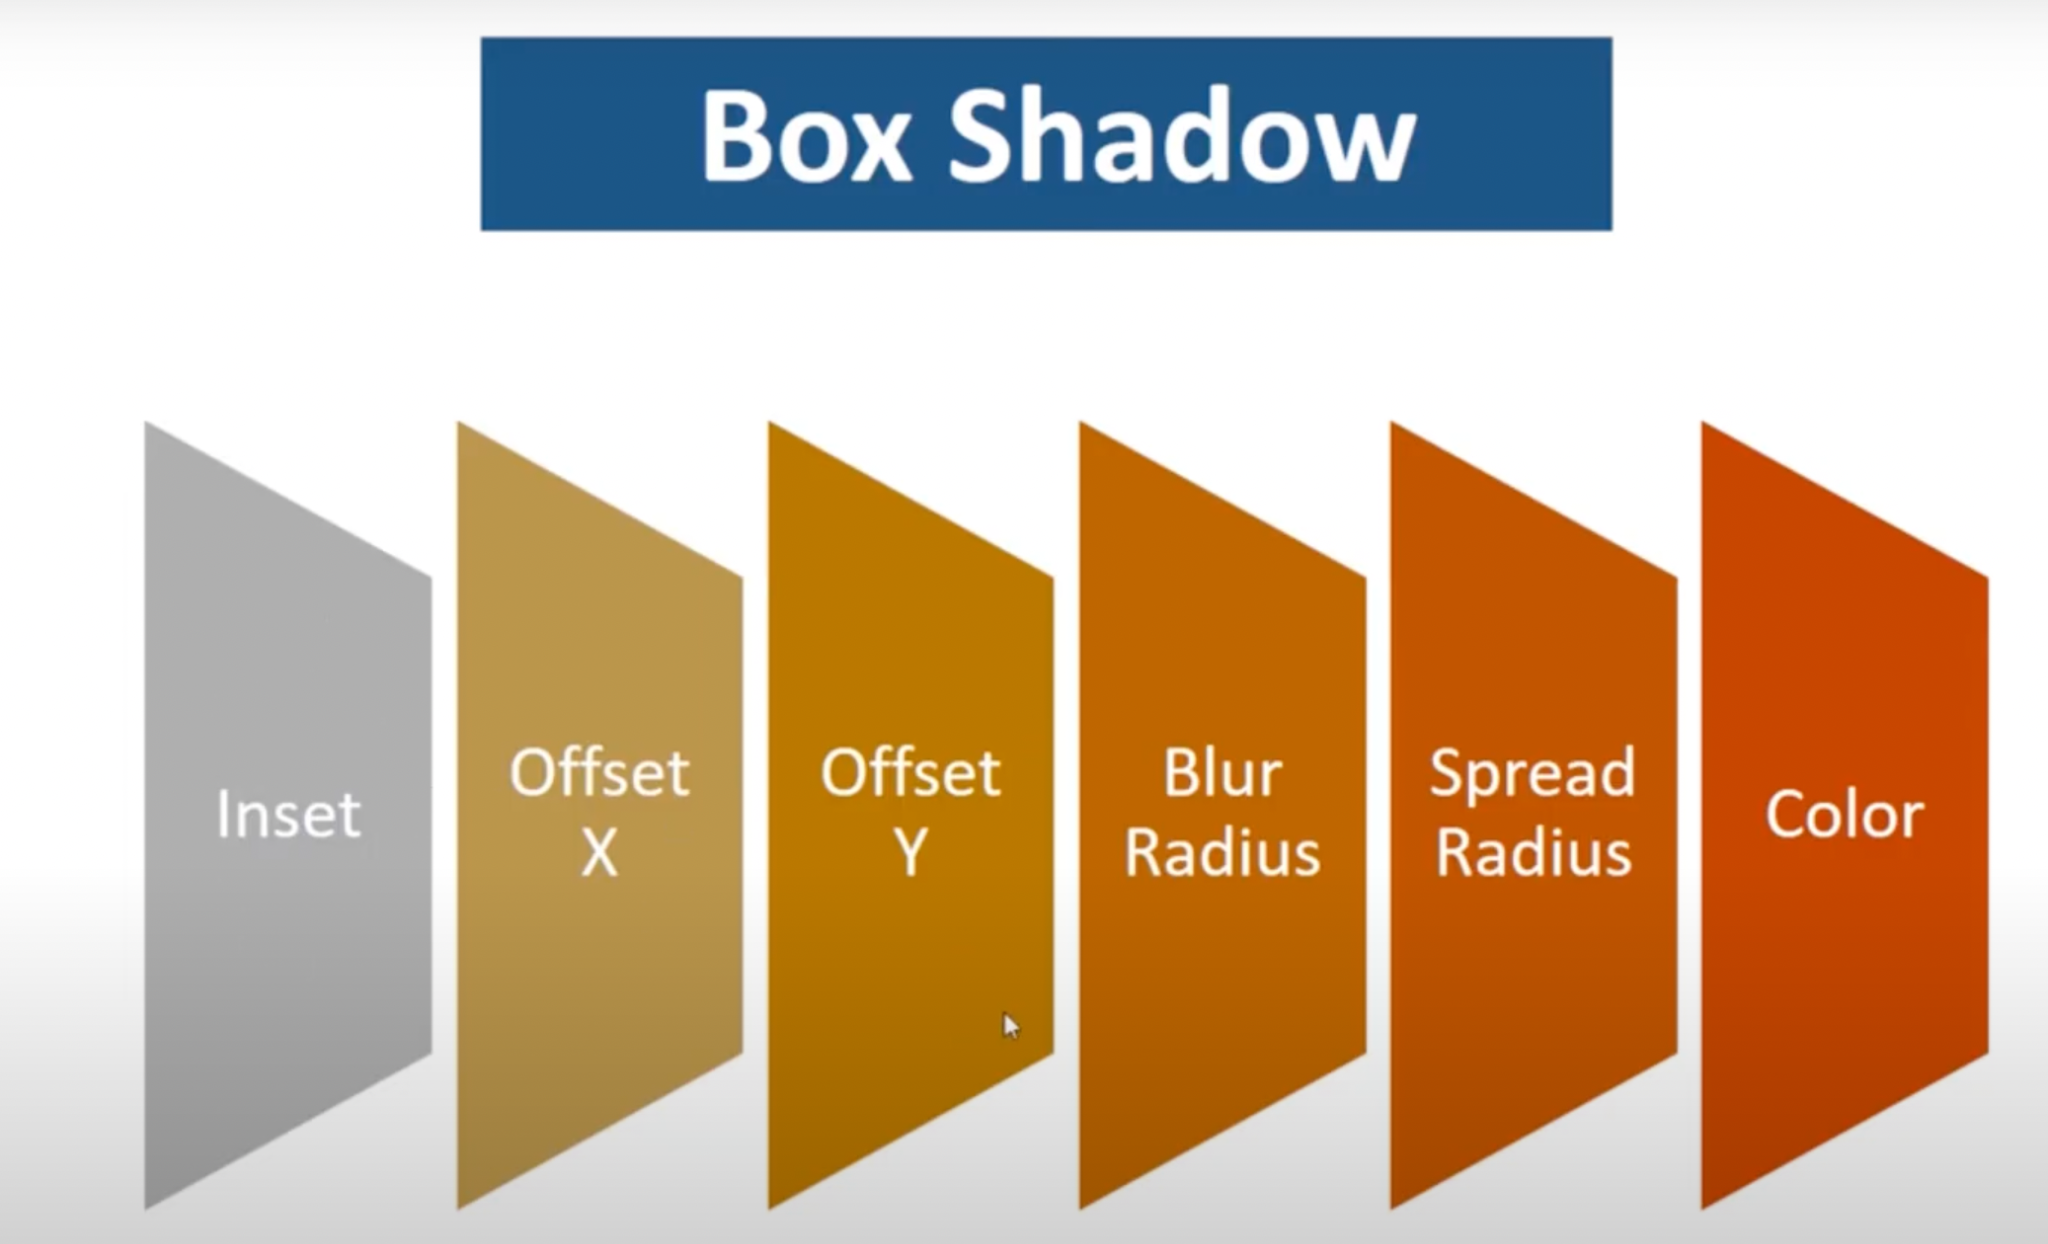 Box Shadow
Inset
Offset
X
Offset
Y
Blur
Radius
Spread
Radius
Color